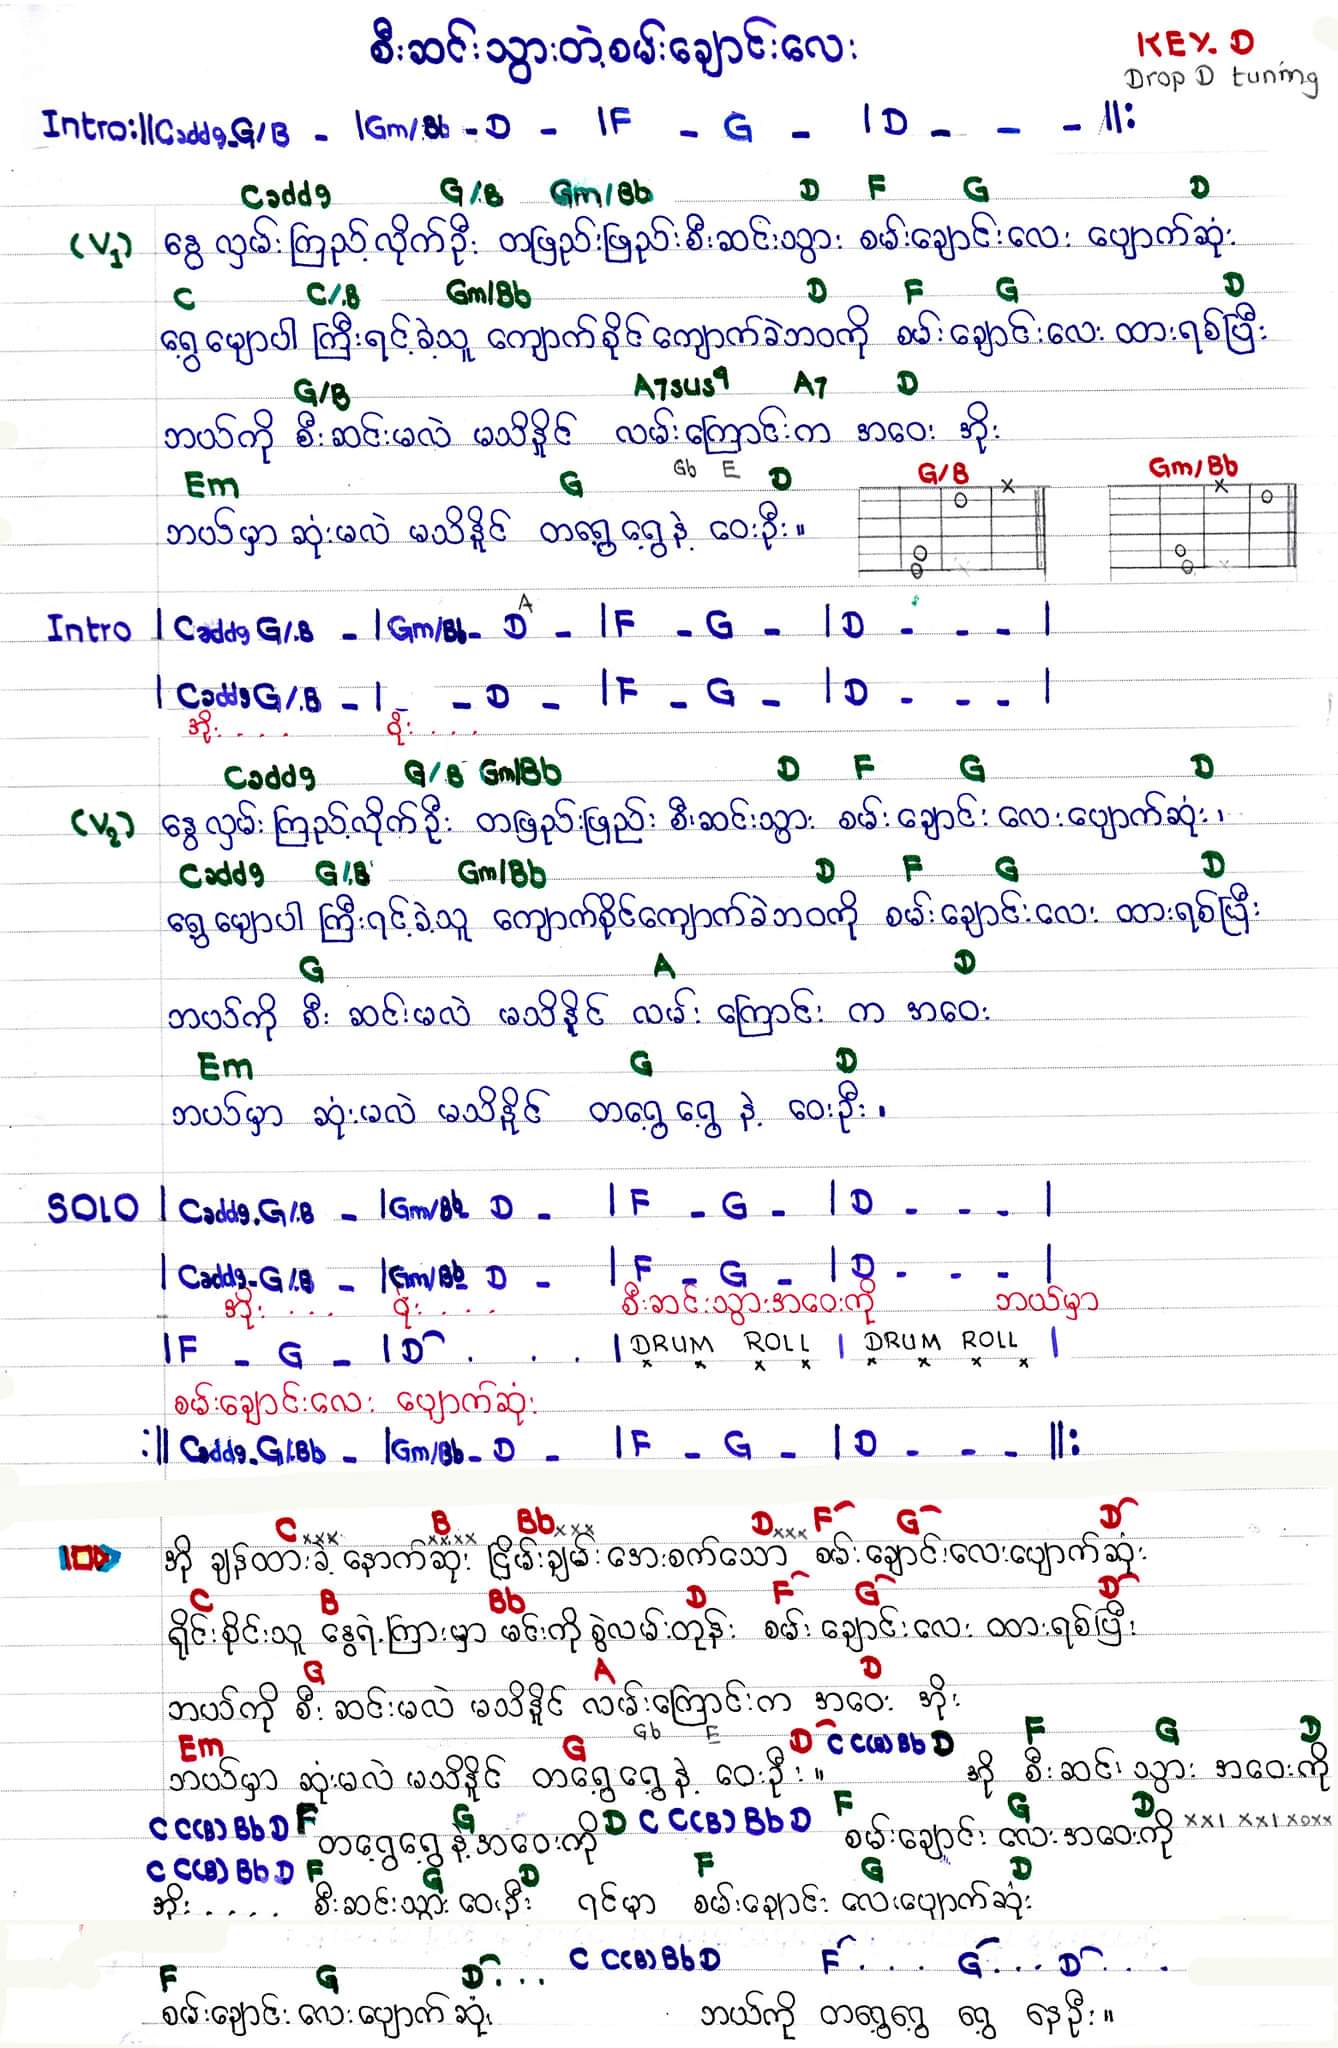 စီးဆင်းသွားတဲ့စမ်းချောင်းလေး
KEY. D
Drop D tuning
Intro:||Cadd9-G/B - |Gm/Bb - D - |F - G - |D - - - ||:
Cadd9 G/B Gm/Bb D F G D
(V1) နွေလှမ်းကြည့်လိုက်ဦး တဖြည်းဖြည်းစီးဆင်းသွား စမ်းချောင်းလေး ပျောက်ဆုံး
C C/B Gm/Bb D F G D
ရွှေမျောပါ ကြီးရင့်ခဲ့သူ ကျောက်စိုင်ကျောက်ခဲဘဝကို စမ်းချောင်းလေး ထားရစ်ပြီး
G/B A7sus4 A7 D
ဘယ်ကို စီးဆင်းမလဲ မသိနိုင် လမ်းကြောင်းက အဝေး အိုး
Em G Gb E D
ဘယ်မှာ ဆုံးမလဲ မသိနိုင် တရွေ့ရွေ့နဲ့ ဝေးဦး။
G/B Gm/Bb
Intro | Cadd9 G/B - |Gm/Bb - D A - |F - G - |D - - - |
| Cadd9 G/B - | - - D - |F - G - |D - - - |
အိုး.... ဝိုး....
Cadd9 G/B Gm/Bb D F G D
(V2) နွေလှမ်းကြည့်လိုက်ဦး တဖြည်းဖြည်း စီးဆင်းသွား စမ်းချောင်းလေးပျောက်ဆုံး၊
Cadd9 G/B Gm/Bb D F G D
ရွှေမျောပါ ကြီးရင့်ခဲ့သူ ကျောက်စိုင်ကျောက်ခဲဘဝကို စမ်းချောင်းလေး ထားရစ်ပြီး
G A D
ဘယ်ကို စီးဆင်းမလဲ မသိနိုင် လမ်းကြောင်းက အဝေး
Em G D
ဘယ်မှာ ဆုံးမလဲ မသိနိုင် တရွေ့ရွေ့နဲ့ ဝေးဦး။
SOLO | Cadd9-G/B - |Gm/Bb D - |F - G - |D - - - |
| Cadd9-G/B - |Gm/Bb D - |F - G - |D - - - |
အိုး.... ဝိုး.... စီးဆင်းသွားအဝေးကို ဘယ်မှာ
|F - G - |D . . . | DRUM ROLL | DRUM ROLL |
x x x x x x x x
စမ်းချောင်းလေး ပျောက်ဆုံး
:|| Cadd9-G/Bb - |Gm/Bb - D - |F - G - |D - - - ||:
C xxx B xxxx Bb xxx D xxx F G D
အို ချန်ထားခဲ့ နောက်ဆုး ငြိမ်းချမ်းအေးစက်သော စမ်းချောင်းလေးပျောက်ဆုံး
C B Bb D F G D
ရိုင်းစိုင်းသူ နွေရဲ့ကြားမှာ မင်းကိုစွဲလမ်းတုန်း စမ်းချောင်းလေး ထားရစ်ပြီး
G A D
ဘယ်ကို စီးဆင်းမလဲ မသိနိုင် လမ်းကြောင်းက အဝေး အိုး
Em G Gb E D C C(B) Bb D F G D
ဘယ်မှာ ဆုံးမလဲ မသိနိုင် တရွေ့ရွေ့နဲ့ ဝေးဦး။ အို စီးဆင်းသွား အဝေးကို
C C(B) Bb D F G D C C(B) Bb D F G D xx| xx| xoxx
တရွေ့ရွေ့နဲ့အဝေးကို စမ်းချောင်းလေးအဝေးကို
C C(B) Bb D F G D F G D
အိုး..... စီးဆင်းသွားဝေးဦး ရင်မှာ စမ်းချောင်းလေးပျောက်ဆုံး
F G D... C C(B) Bb D F... G... D...
စမ်းချောင်းလေးပျောက်ဆုံး ဘယ်ကို တရွေ့ရွေ့ ရွေ့နေဦး။